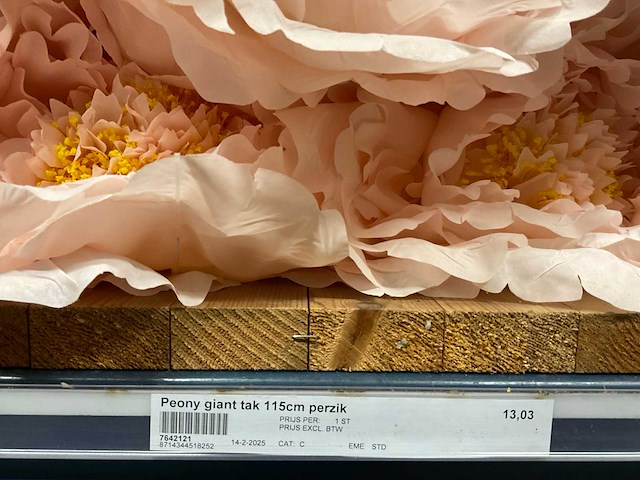 Peony giant tak 115cm perzik
PRIJS PER: 1 ST 13,03
PRIJS EXCL. BTW
7642121
8714344518252 14-2-2025 CAT: C EME STD